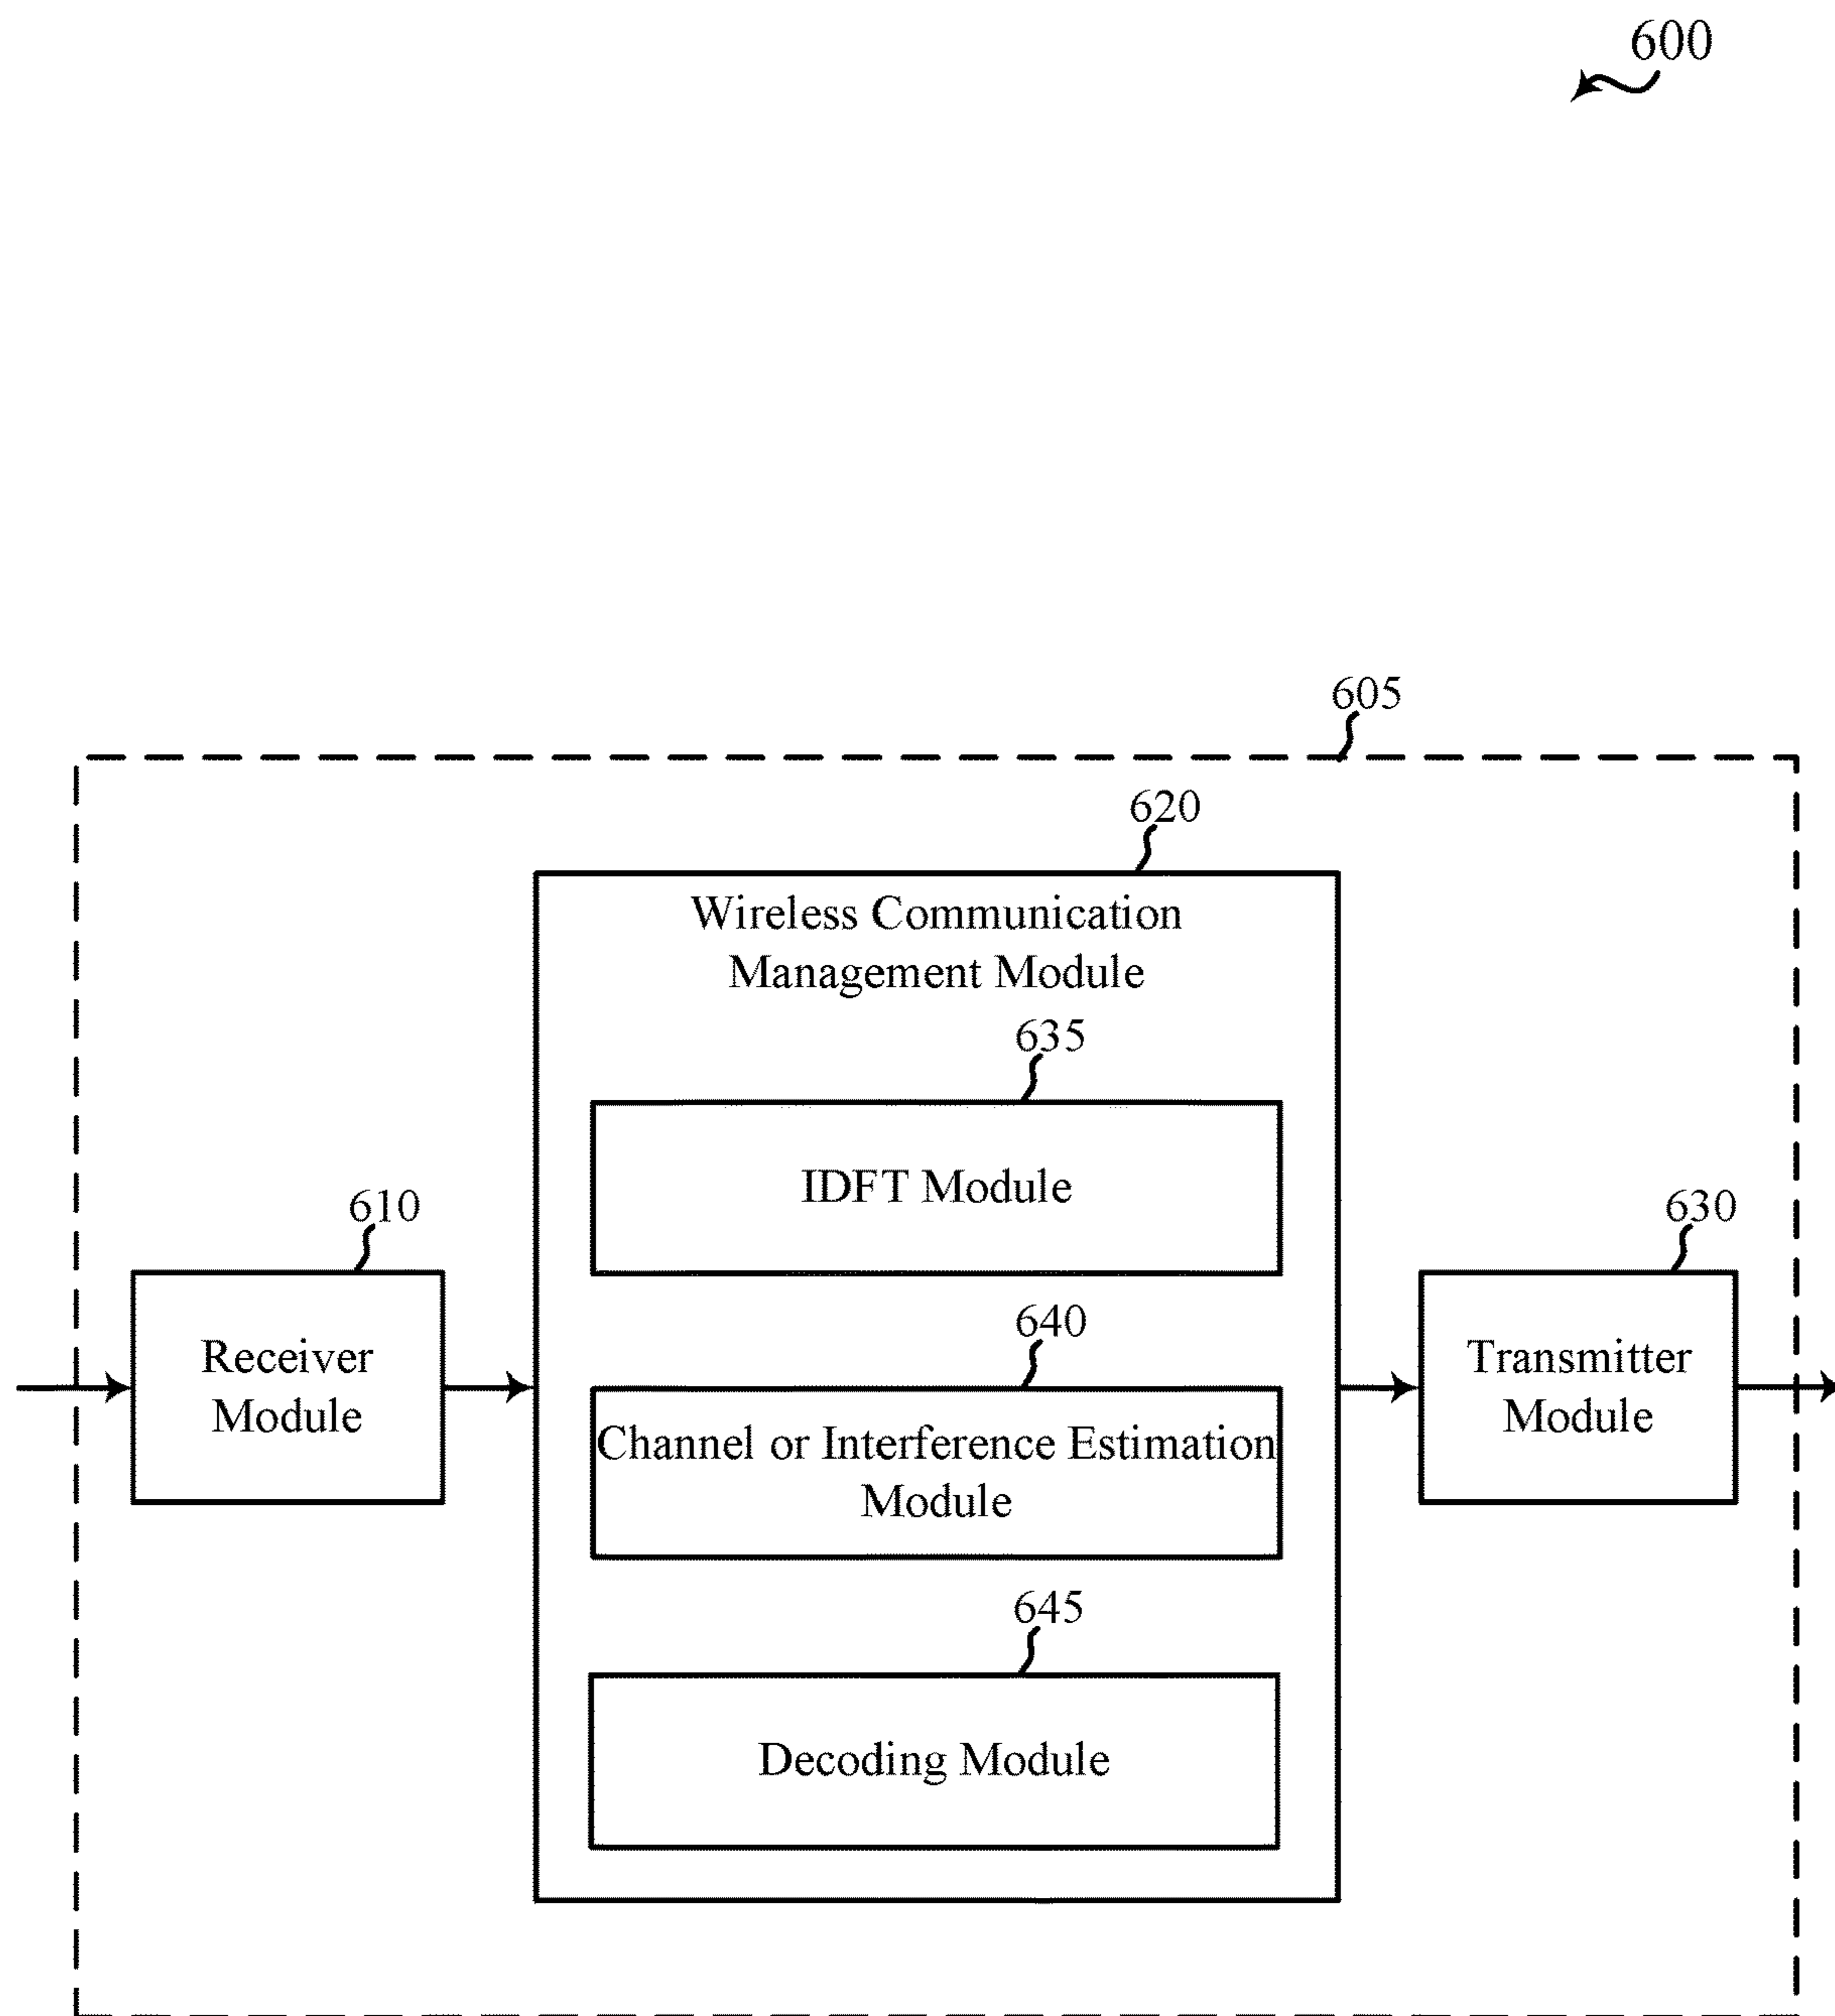 600
605
620
Wireless Communication
Management Module
635
IDFT Module
610
630
Receiver
Module
640
Transmitter
Module
Channel or Interference Estimation
Module
645
Decoding Module